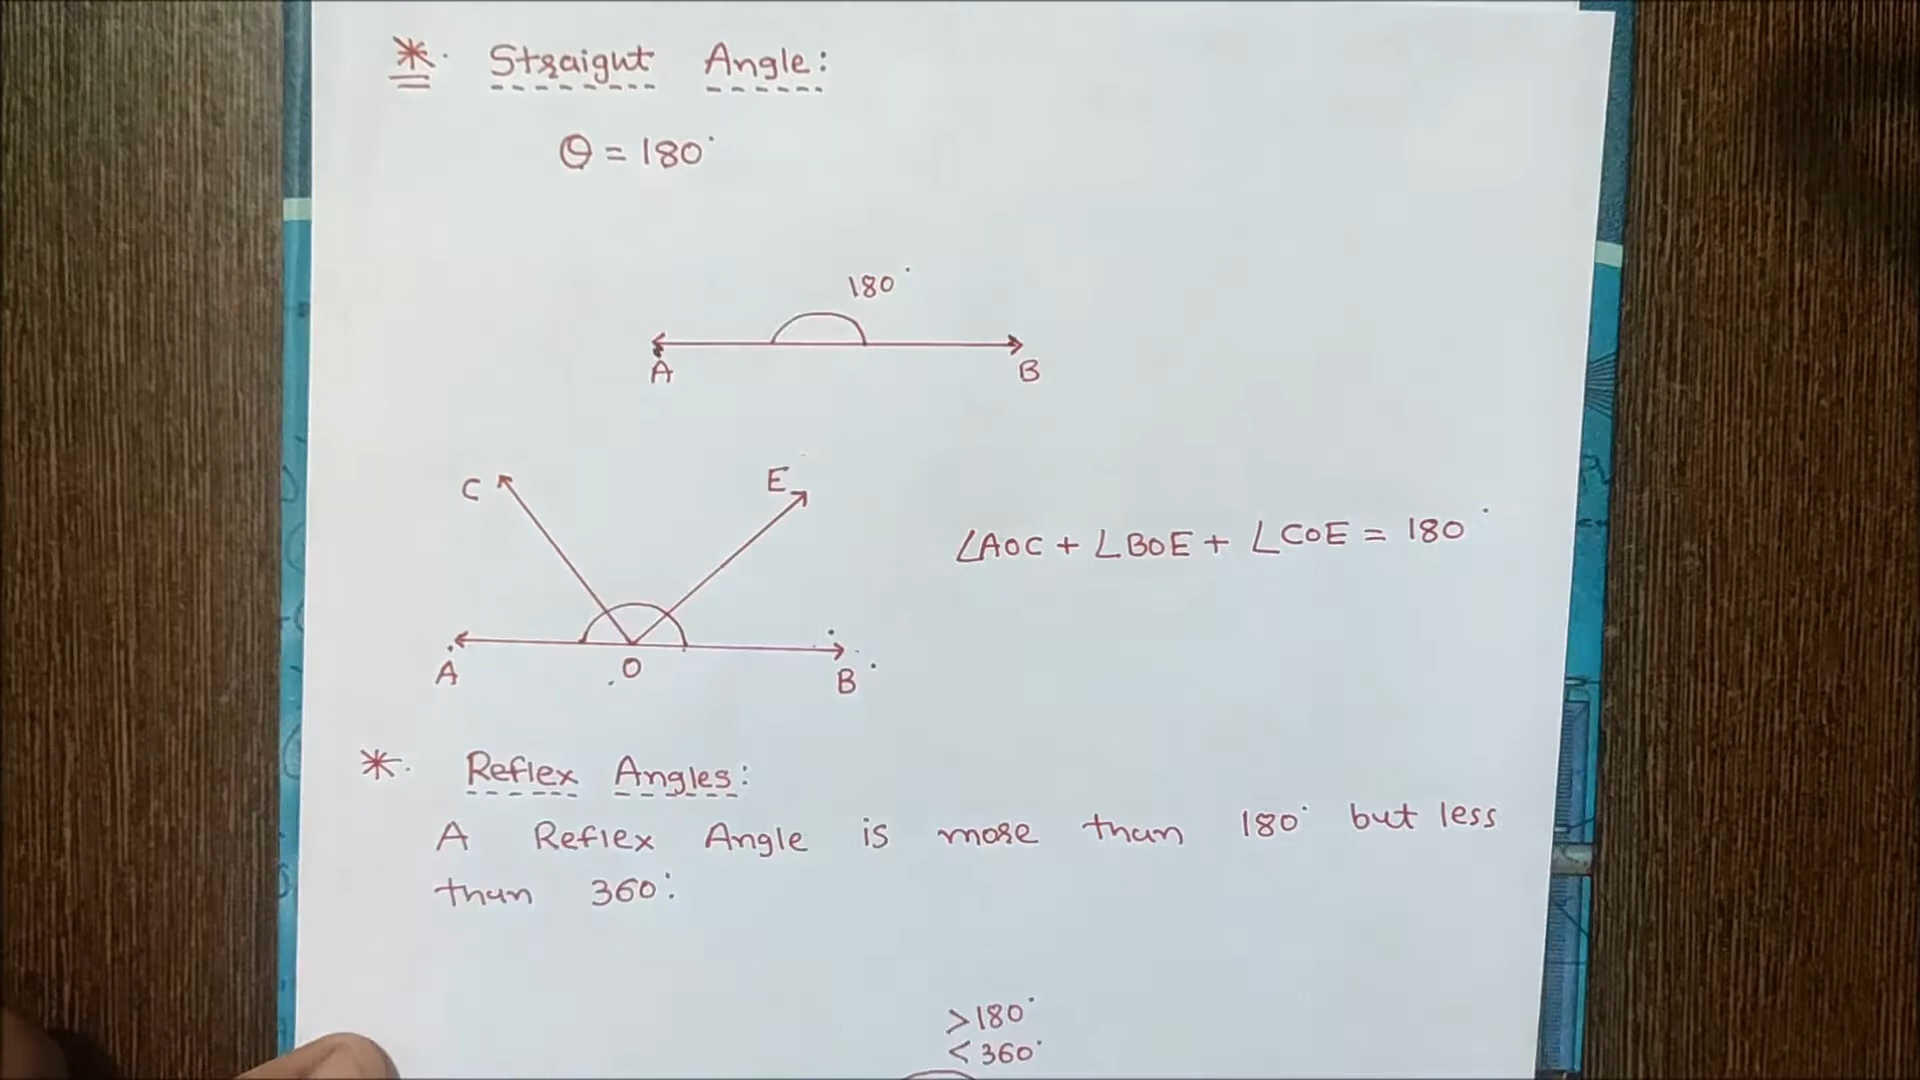 * Straight Angle:
θ = 180°
180°
A B
C E
∠AOC + ∠BOE + ∠COE = 180°
A O B
* Reflex Angles:
A Reflex Angle is more than 180° but less
than 360°.
>180°
<360°